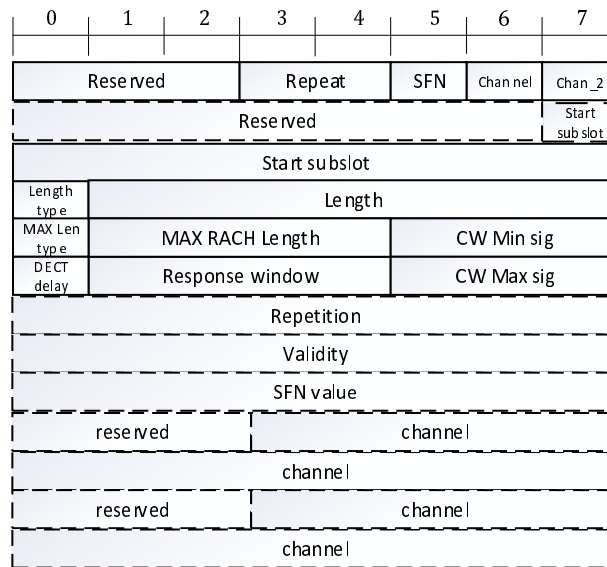 0 1 2 3 4 5 6 7
Reserved Repeat SFN Channel Chan_2
Reserved Start
subslot
Start subslot
Length
type Length
MAX Len
type MAX RACH Length CW Min sig
DECT
delay Response window CW Max sig
Repetition
Validity
SFN value
reserved channel
channel
reserved channel
channel